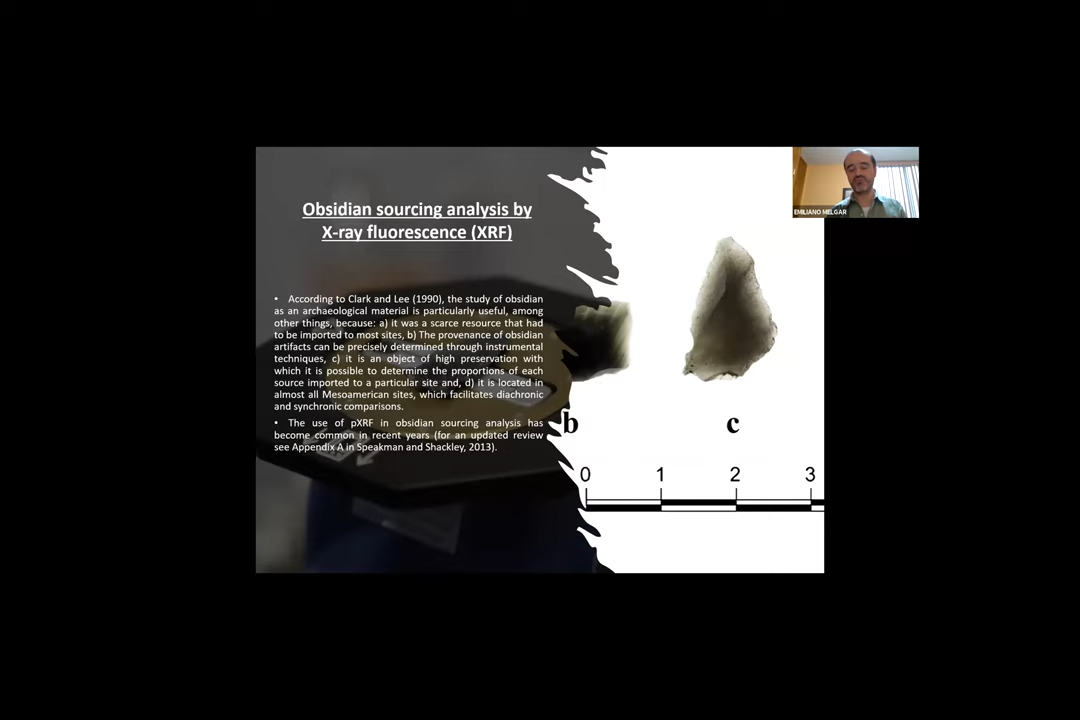 Obsidian sourcing analysis by
X-ray fluorescence (XRF)
• According to Clark and Lee (1990), the study of obsidian
as an archaeological material is particularly useful, among
other things, because: a) it was a scarce resource that had
to be imported to most sites, b) The provenance of obsidian
artifacts can be precisely determined through instrumental
techniques, c) it is an object of high preservation with
which it is possible to determine the proportions of each
source imported to a particular site and, d) it is located in
almost all Mesoamerican sites, which facilitates diachronic
and synchronic comparisons.
• The use of pXRF in obsidian sourcing analysis has
become common in recent years (for an updated review
see Appendix A in Speakman and Shackley, 2013).
b c
0 1 2 3
EMILIANO MELGAR